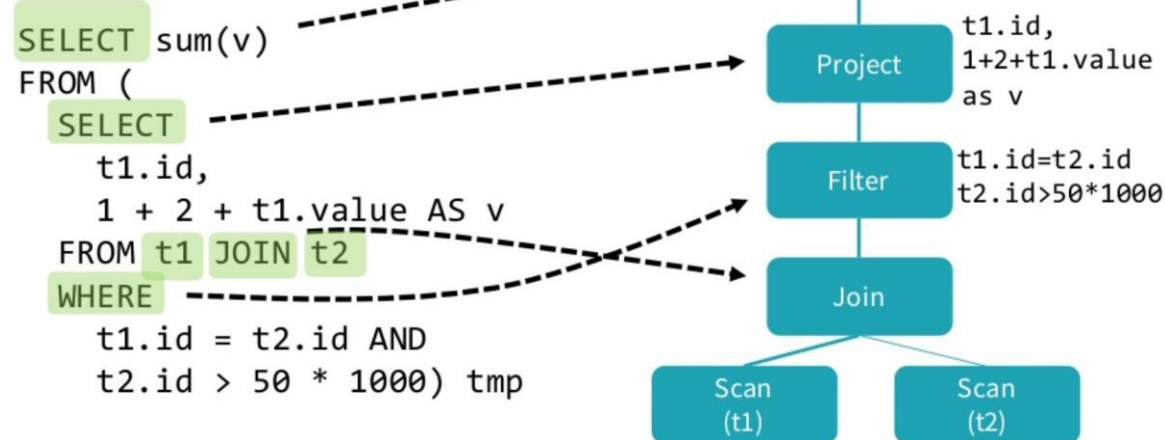 SELECT sum(v)
FROM (
SELECT
t1.id,
1 + 2 + t1.value AS v
FROM t1 JOIN t2
WHERE
t1.id = t2.id AND
t2.id > 50 * 1000) tmp
Project
t1.id,
1+2+t1.value
as v
Filter
t1.id=t2.id
t2.id>50*1000
Join
Scan
(t1)
Scan
(t2)